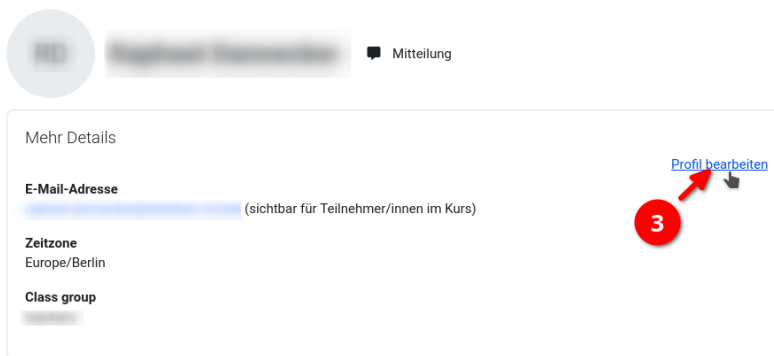 Mitteilung
Mehr Details
Profil bearbeiten
E-Mail-Adresse
(sichtbar für Teilnehmer/innen im Kurs)
3
Zeitzone
Europe/Berlin
Class group